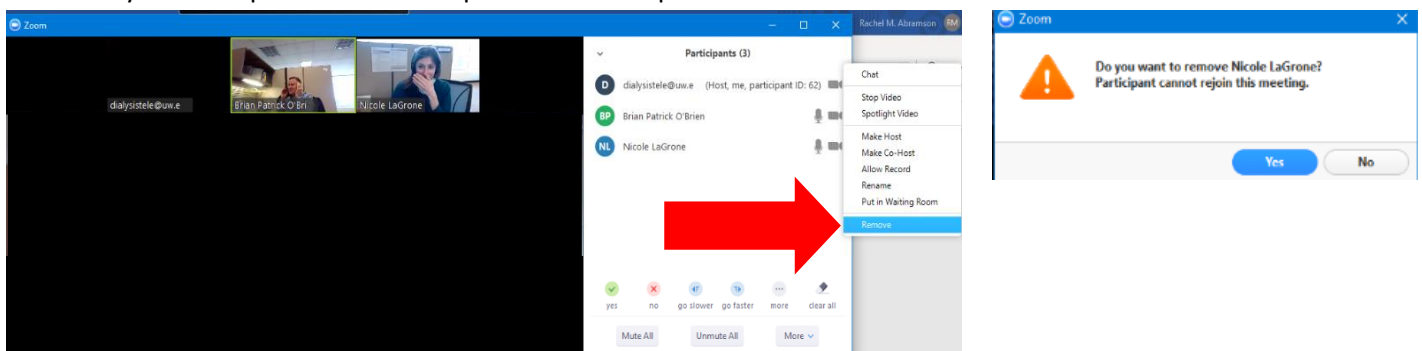 Zoom
Rachel M. Abramson RM
dialysistele@uw.e
Brian Patrick O'Bri
Nicole LaGrone
Participants (3)
D dialysistele@uw.e (Host, me, participant ID: 62)
BP Brian Patrick O'Brien
NL Nicole LaGrone
yes no go slower go faster more clear all
Mute All Unmute All More
Chat
Stop Video
Spotlight Video
Make Host
Make Co-Host
Allow Record
Rename
Put in Waiting Room
Remove
Zoom
Do you want to remove Nicole LaGrone?
Participant cannot rejoin this meeting.
Yes No